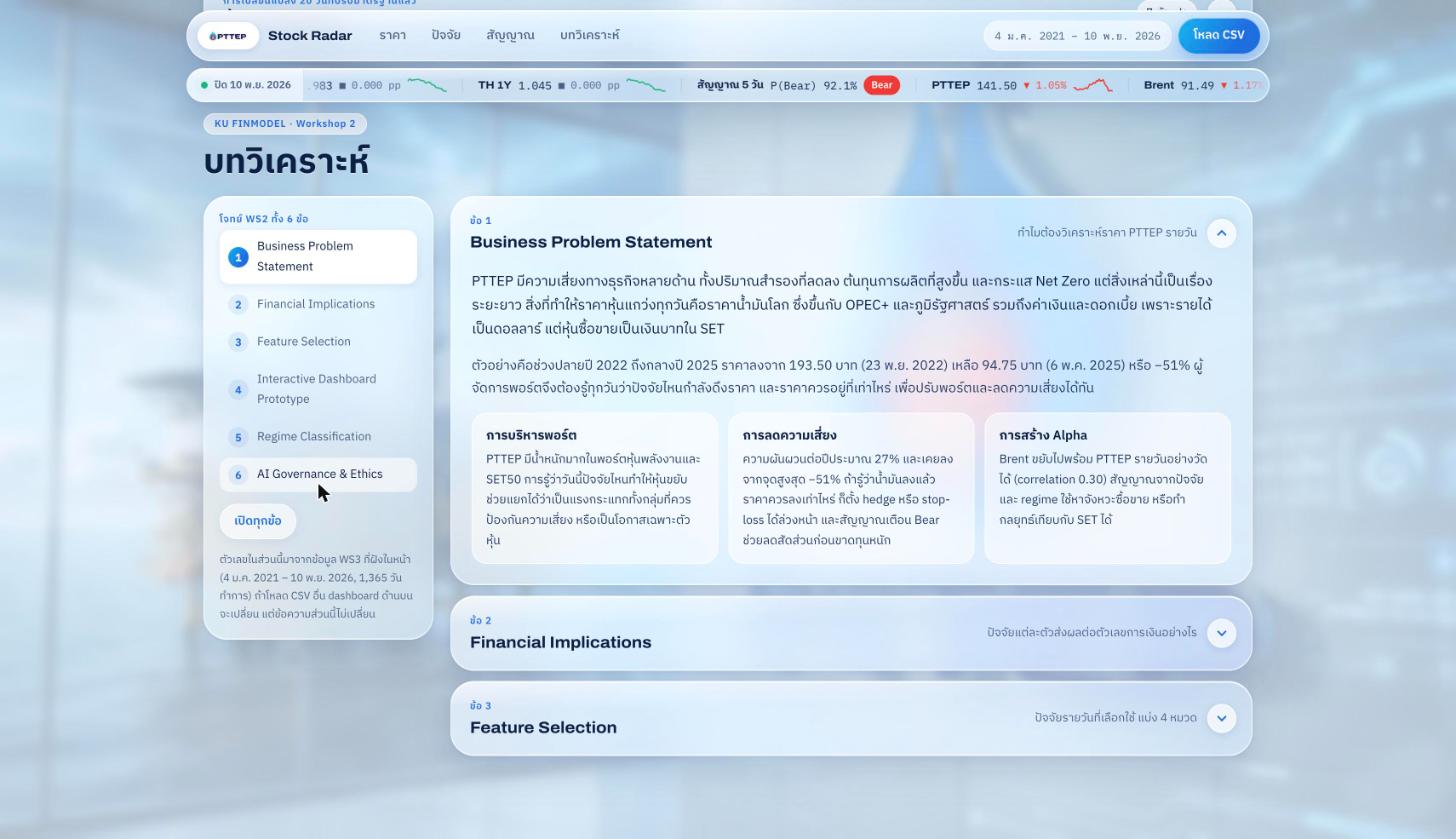 การเปลี่ยนแปลง 20 วันที่ปรับมาตรฐานแล้ว
PTTEP
Stock Radar
ราคา
ปัจจัย
สัญญาณ
บทวิเคราะห์
4 ม.ค. 2021 – 10 พ.ย. 2026
โหลด CSV
ปิด 10 พ.ย. 2026
.983 ■ 0.000 pp
TH 1Y 1.045 ■ 0.000 pp
สัญญาณ 5 วัน P(Bear) 92.1% Bear
PTTEP 141.50 ▼ 1.05%
Brent 91.49 ▼ 1.17%
KU FINMODEL · Workshop 2
บทวิเคราะห์
โจทย์ WS2 ทั้ง 6 ข้อ
1 Business Problem
Statement
2 Financial Implications
3 Feature Selection
4 Interactive Dashboard
Prototype
5 Regime Classification
6 AI Governance & Ethics
เปิดทุกข้อ
ตัวเลขในส่วนนี้มาจากข้อมูล WS3 ที่ฝังในหน้า
(4 ม.ค. 2021 – 10 พ.ย. 2026, 1,365 วัน
ทำการ) ถ้าโหลด CSV อื่น dashboard ด้านบน
จะเปลี่ยน แต่ข้อความส่วนนี้ไม่เปลี่ยน
ข้อ 1
Business Problem Statement
ทำไมต้องวิเคราะห์ราคา PTTEP รายวัน
PTTEP มีความเสี่ยงทางธุรกิจหลายด้าน ทั้งปริมาณสำรองที่ลดลง ต้นทุนการผลิตที่สูงขึ้น และกระแส Net Zero แต่สิ่งเหล่านี้เป็นเรื่อง
ระยะยาว สิ่งที่ทำให้ราคาหุ้นแกว่งทุกวันคือราคาน้ำมันโลก ซึ่งขึ้นกับ OPEC+ และภูมิรัฐศาสตร์ รวมถึงค่าเงินและดอกเบี้ย เพราะรายได้
เป็นดอลลาร์ แต่หุ้นซื้อขายเป็นเงินบาทใน SET
ตัวอย่างคือช่วงปลายปี 2022 ถึงกลางปี 2025 ราคาลงจาก 193.50 บาท (23 พ.ย. 2022) เหลือ 94.75 บาท (6 พ.ค. 2025) หรือ −51% ผู้
จัดการพอร์ตจึงต้องรู้ทุกวันว่าปัจจัยไหนกำลังดึงราคา และราคาควรอยู่ที่เท่าไหร่ เพื่อปรับพอร์ตและลดความเสี่ยงได้ทัน
การบริหารพอร์ต
PTTEP มีน้ำหนักมากในพอร์ตหุ้นพลังงานและ
SET50 การรู้ว่าวันนี้ปัจจัยไหนทำให้หุ้นขยับ
ช่วยแยกได้ว่าเป็นแรงกระแทกทั้งกลุ่มที่ควร
ป้องกันความเสี่ยง หรือเป็นโอกาสเฉพาะตัว
หุ้น
การลดความเสี่ยง
ความผันผวนต่อปีประมาณ 27% และเคยลง
จากจุดสูงสุด −51% ถ้ารู้ว่าน้ำมันลงแล้ว
ราคาควรลงเท่าไหร่ ก็ตั้ง hedge หรือ stop-
loss ได้ล่วงหน้า และสัญญาณเตือน Bear
ช่วยลดสัดส่วนก่อนขาดทุนหนัก
การสร้าง Alpha
Brent ขยับไปพร้อม PTTEP รายวันอย่างวัด
ได้ (correlation 0.30) สัญญาณจากปัจจัย
และ regime ใช้หาจังหวะซื้อขาย หรือทำ
กลยุทธ์เทียบกับ SET ได้
ข้อ 2
Financial Implications
ปัจจัยแต่ละตัวส่งผลต่อตัวเลขการเงินอย่างไร
ข้อ 3
Feature Selection
ปัจจัยรายวันที่เลือกใช้ แบ่ง 4 หมวด